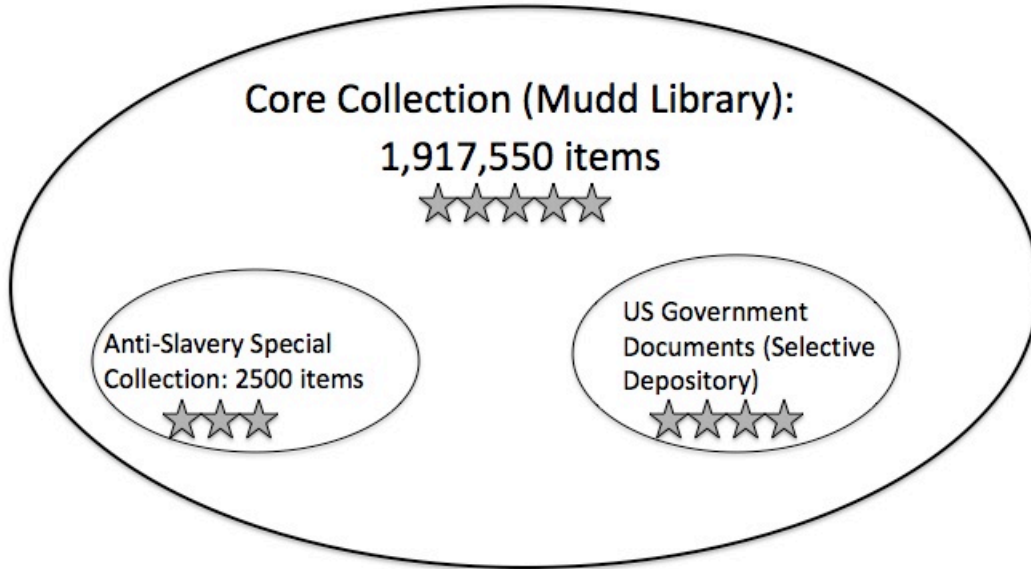 Core Collection (Mudd Library):
1,917,550 items
Anti-Slavery Special
Collection: 2500 items
US Government
Documents (Selective
Depository)